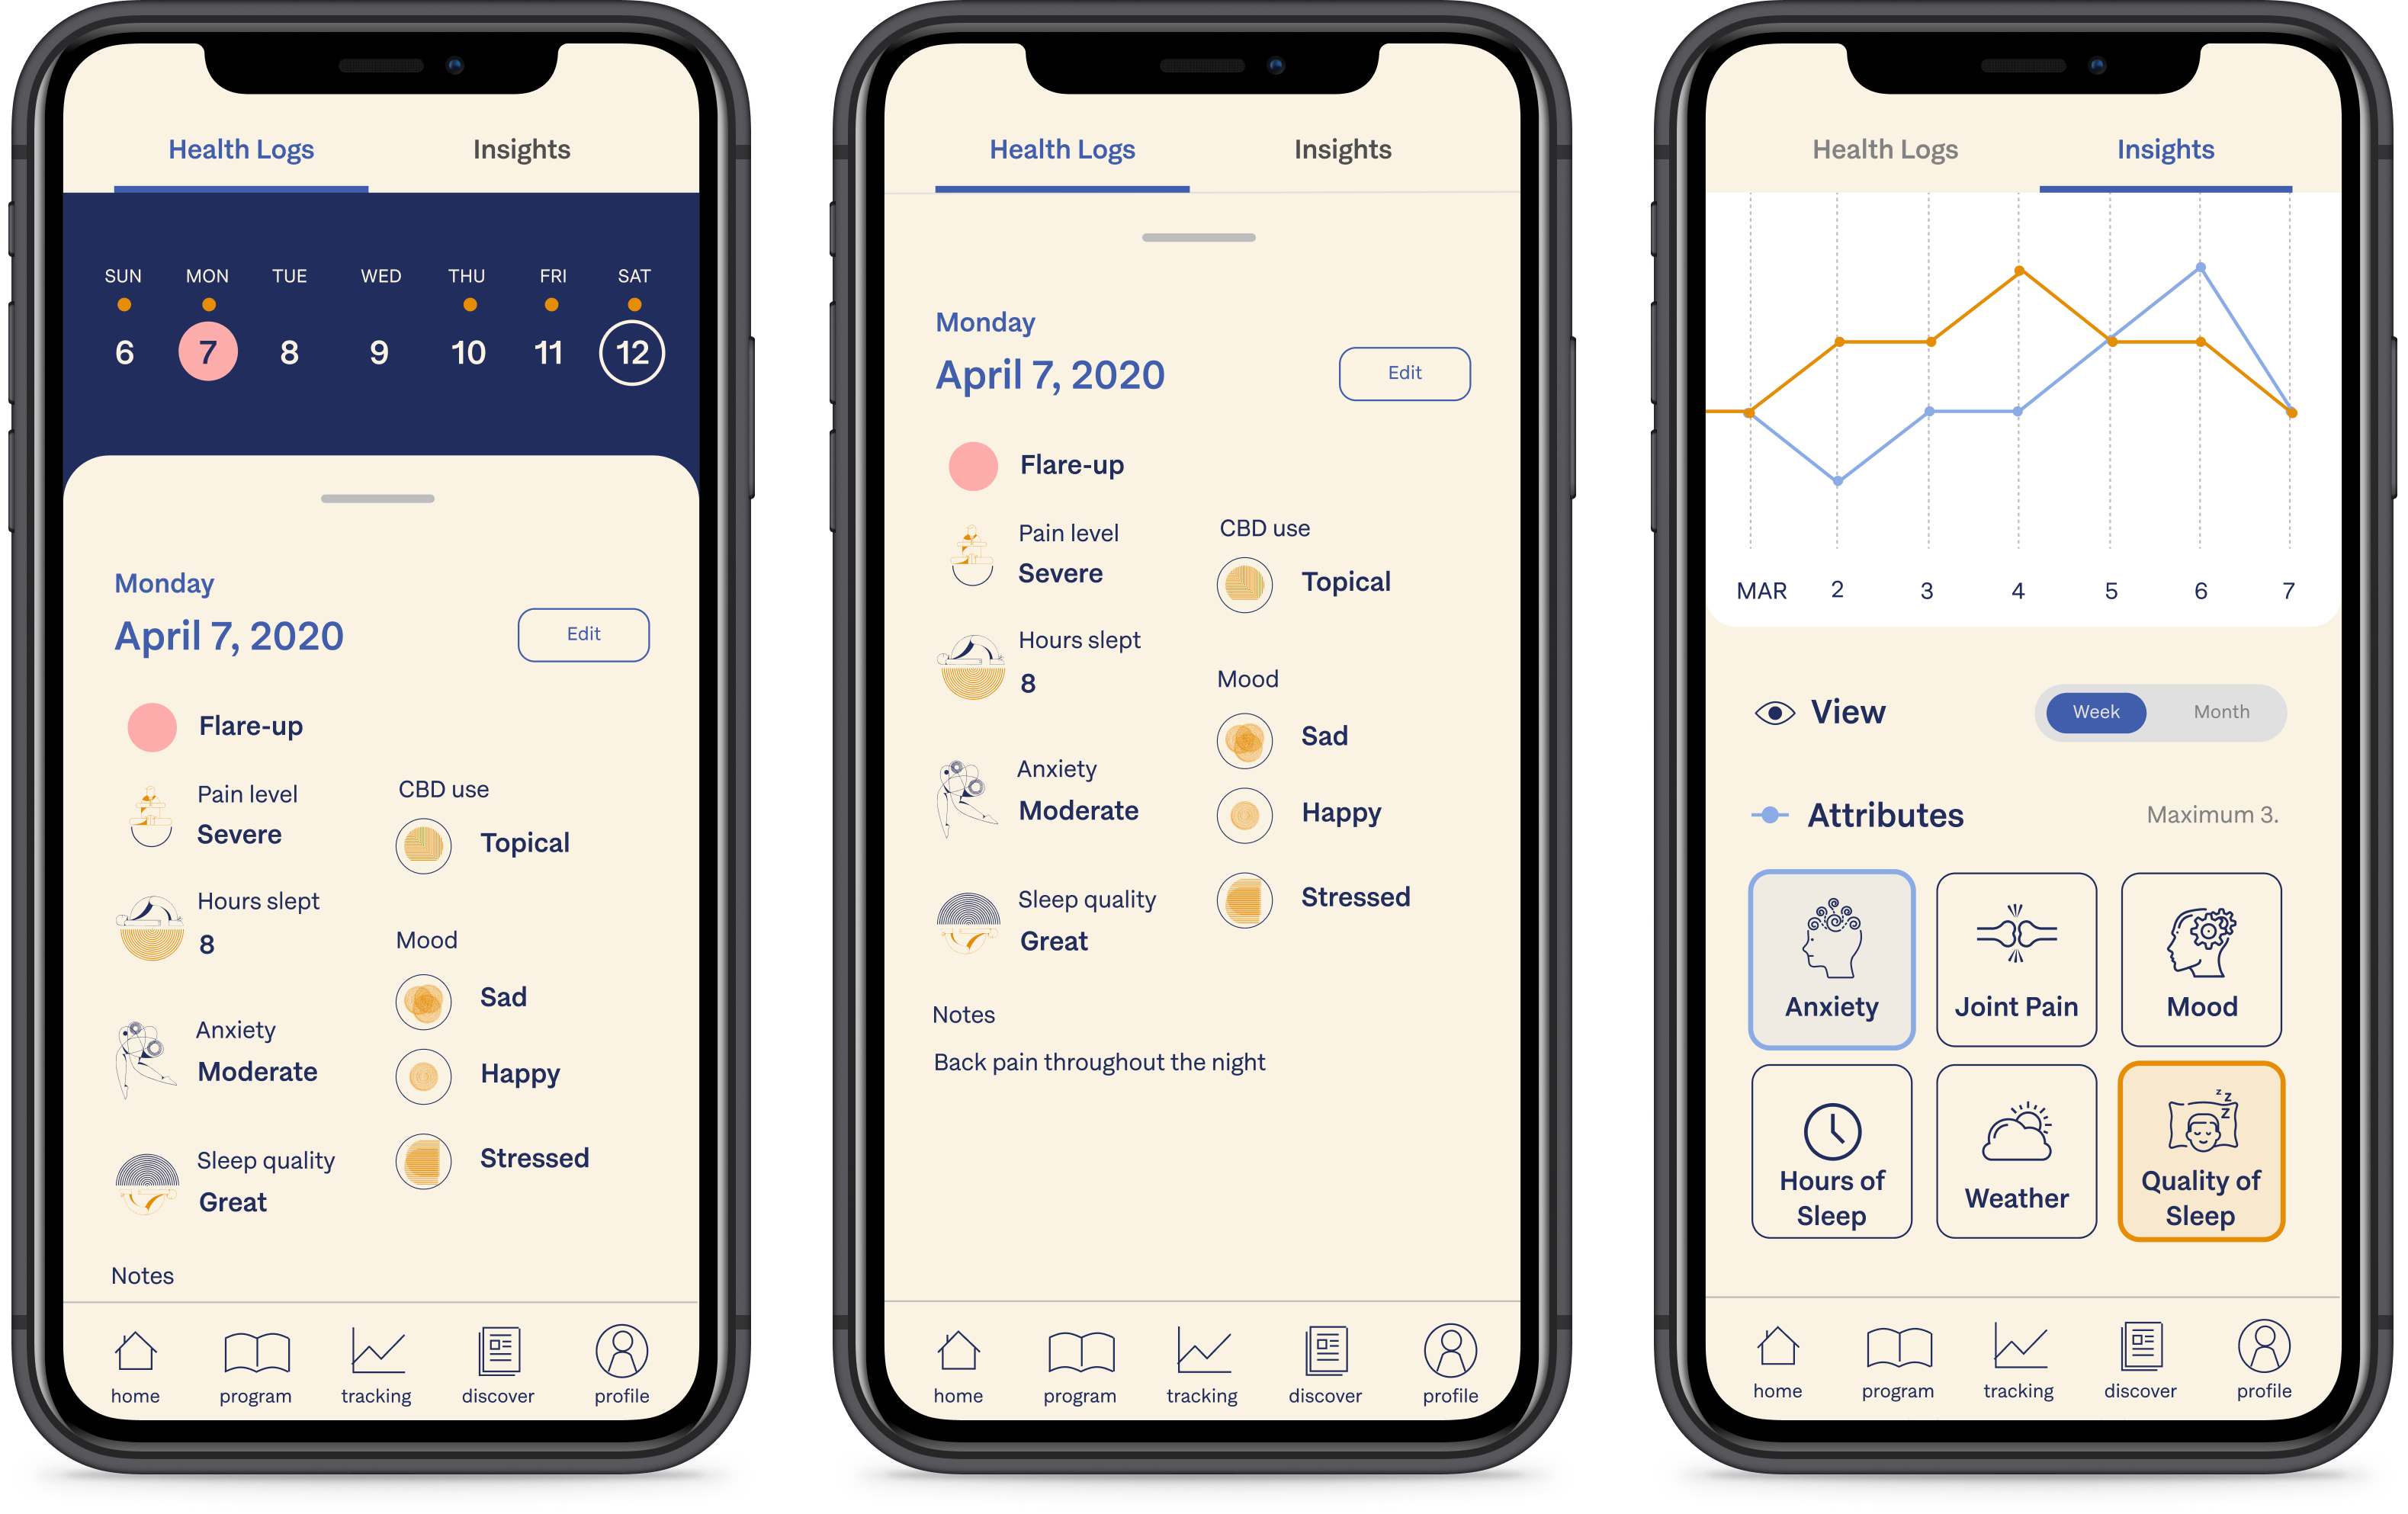 Health Logs Insights
SUN MON TUE WED THU FRI SAT
6 7 8 9 10 11 12
Monday
April 7, 2020
Edit
Flare-up
Pain level
Severe
Hours slept
8
Anxiety
Moderate
Sleep quality
Great
CBD use
Topical
Mood
Sad
Happy
Stressed
Notes
home program tracking discover profile
Health Logs Insights
Monday
April 7, 2020
Edit
Flare-up
Pain level
Severe
Hours slept
8
Anxiety
Moderate
Sleep quality
Great
CBD use
Topical
Mood
Sad
Happy
Stressed
Notes
Back pain throughout the night
home program tracking discover profile
Health Logs Insights
MAR 2 3 4 5 6 7
View
Week Month
Attributes
Maximum 3.
Anxiety
Joint Pain
Mood
Hours of
Sleep
Weather
z z
z
Quality of
Sleep
home program tracking discover profile